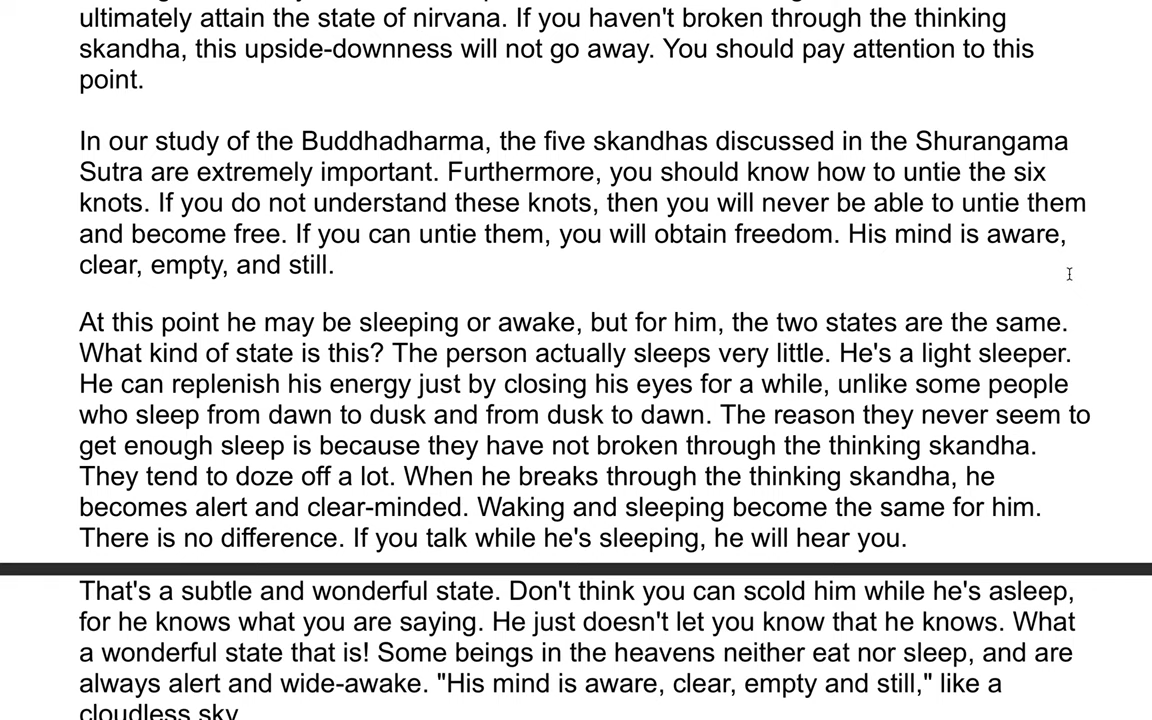 ultimately attain the state of nirvana. If you haven't broken through the thinking
skandha, this upside-downness will not go away. You should pay attention to this
point.
In our study of the Buddhadharma, the five skandhas discussed in the Shurangama
Sutra are extremely important. Furthermore, you should know how to untie the six
knots. If you do not understand these knots, then you will never be able to untie them
and become free. If you can untie them, you will obtain freedom. His mind is aware,
clear, empty, and still.
At this point he may be sleeping or awake, but for him, the two states are the same.
What kind of state is this? The person actually sleeps very little. He's a light sleeper.
He can replenish his energy just by closing his eyes for a while, unlike some people
who sleep from dawn to dusk and from dusk to dawn. The reason they never seem to
get enough sleep is because they have not broken through the thinking skandha.
They tend to doze off a lot. When he breaks through the thinking skandha, he
becomes alert and clear-minded. Waking and sleeping become the same for him.
There is no difference. If you talk while he's sleeping, he will hear you.
That's a subtle and wonderful state. Don't think you can scold him while he's asleep,
for he knows what you are saying. He just doesn't let you know that he knows. What
a wonderful state that is! Some beings in the heavens neither eat nor sleep, and are
always alert and wide-awake. "His mind is aware, clear, empty and still," like a
cloudless sky